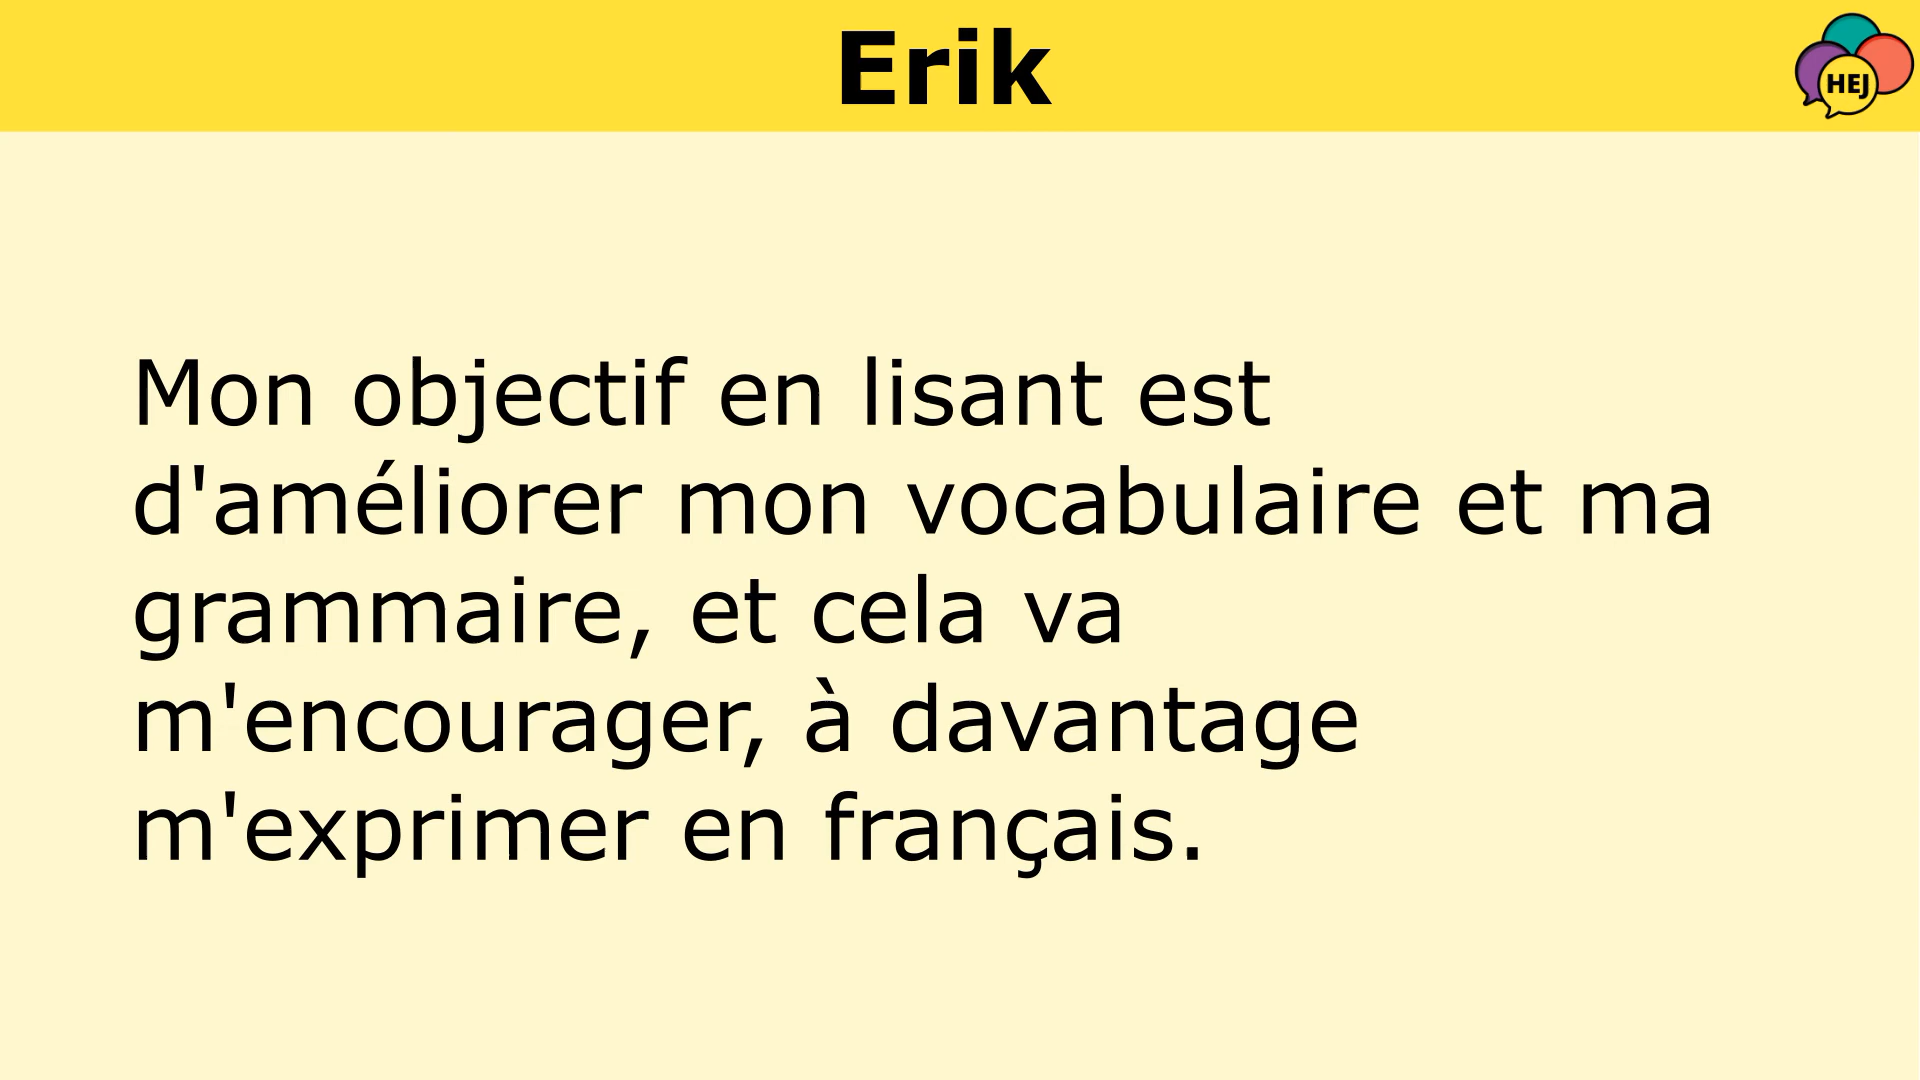 Erik
HEJ
Mon objectif en lisant est
d'améliorer mon vocabulaire et ma
grammaire, et cela va
m'encourager, à davantage
m'exprimer en français.